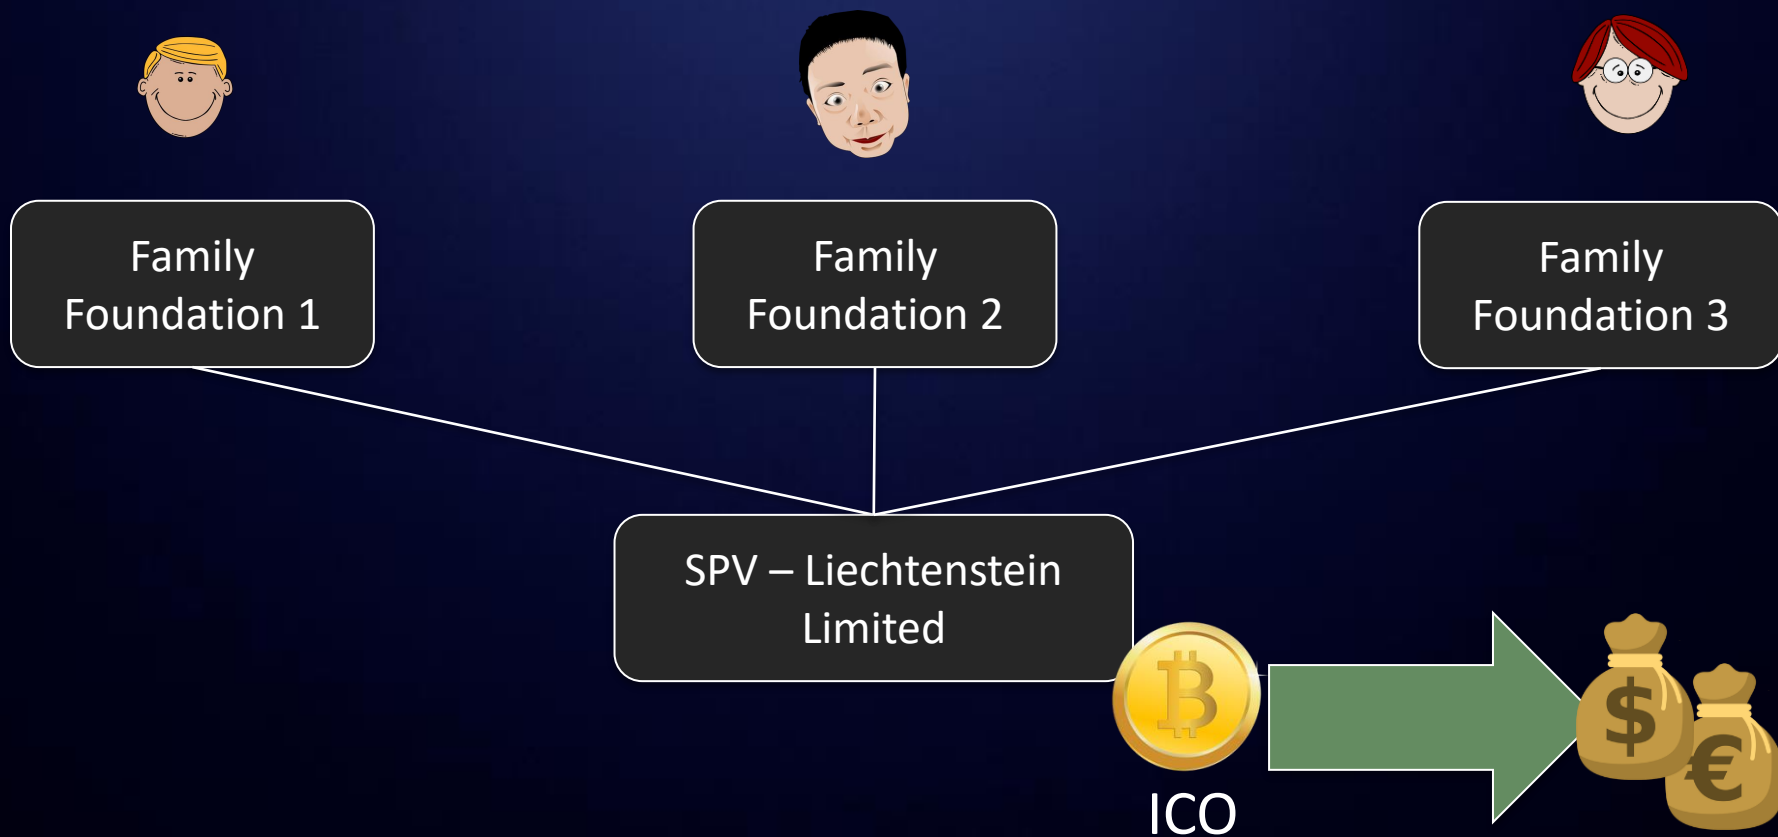 Family
Foundation 1
Family
Foundation 2
Family
Foundation 3
SPV – Liechtenstein
Limited
₿
$
€
ICO